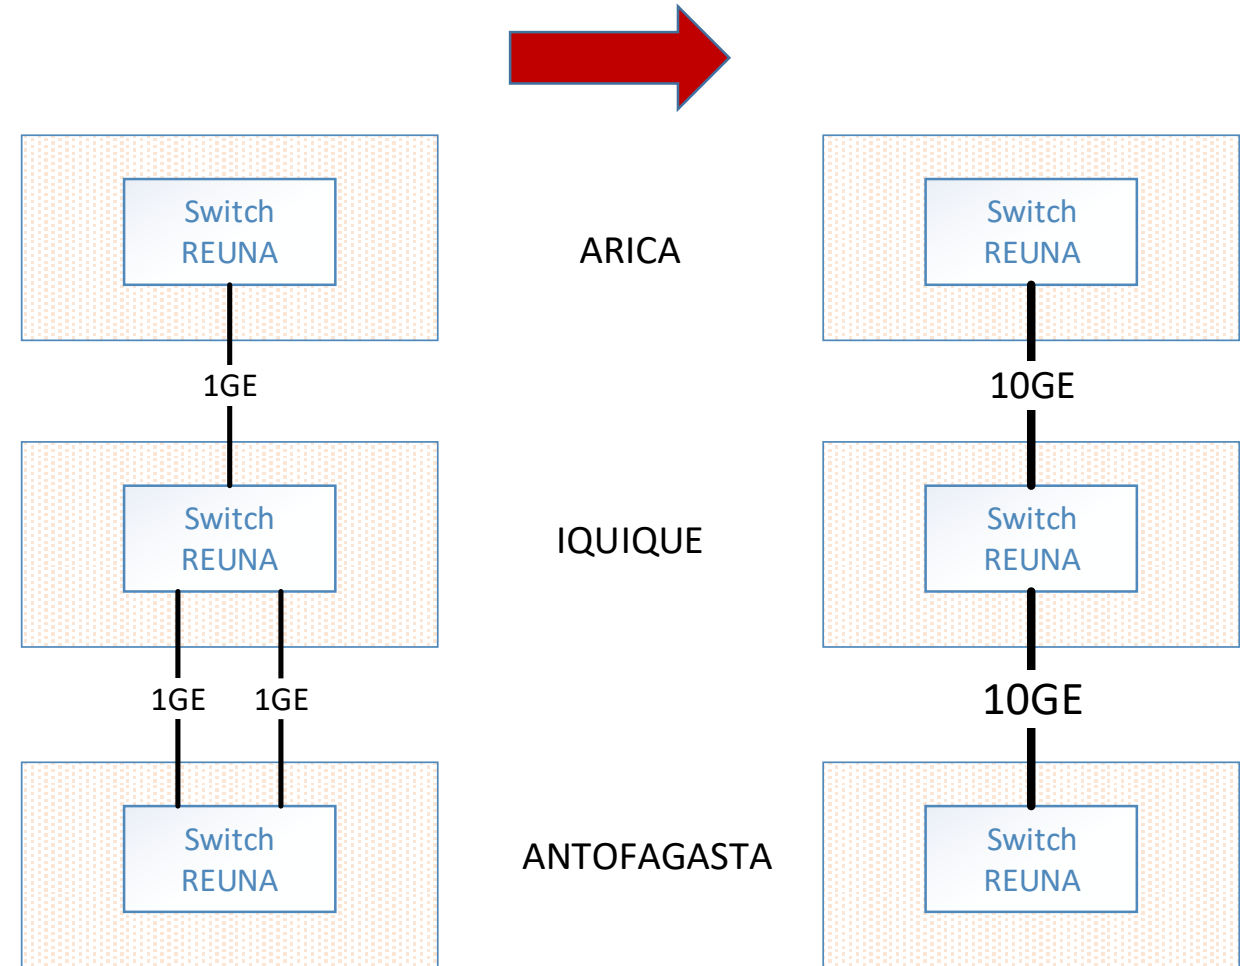 Switch
REUNA
ARICA
Switch
REUNA
1GE
10GE
Switch
REUNA
IQUIQUE
Switch
REUNA
1GE
1GE
10GE
Switch
REUNA
ANTOFAGASTA
Switch
REUNA